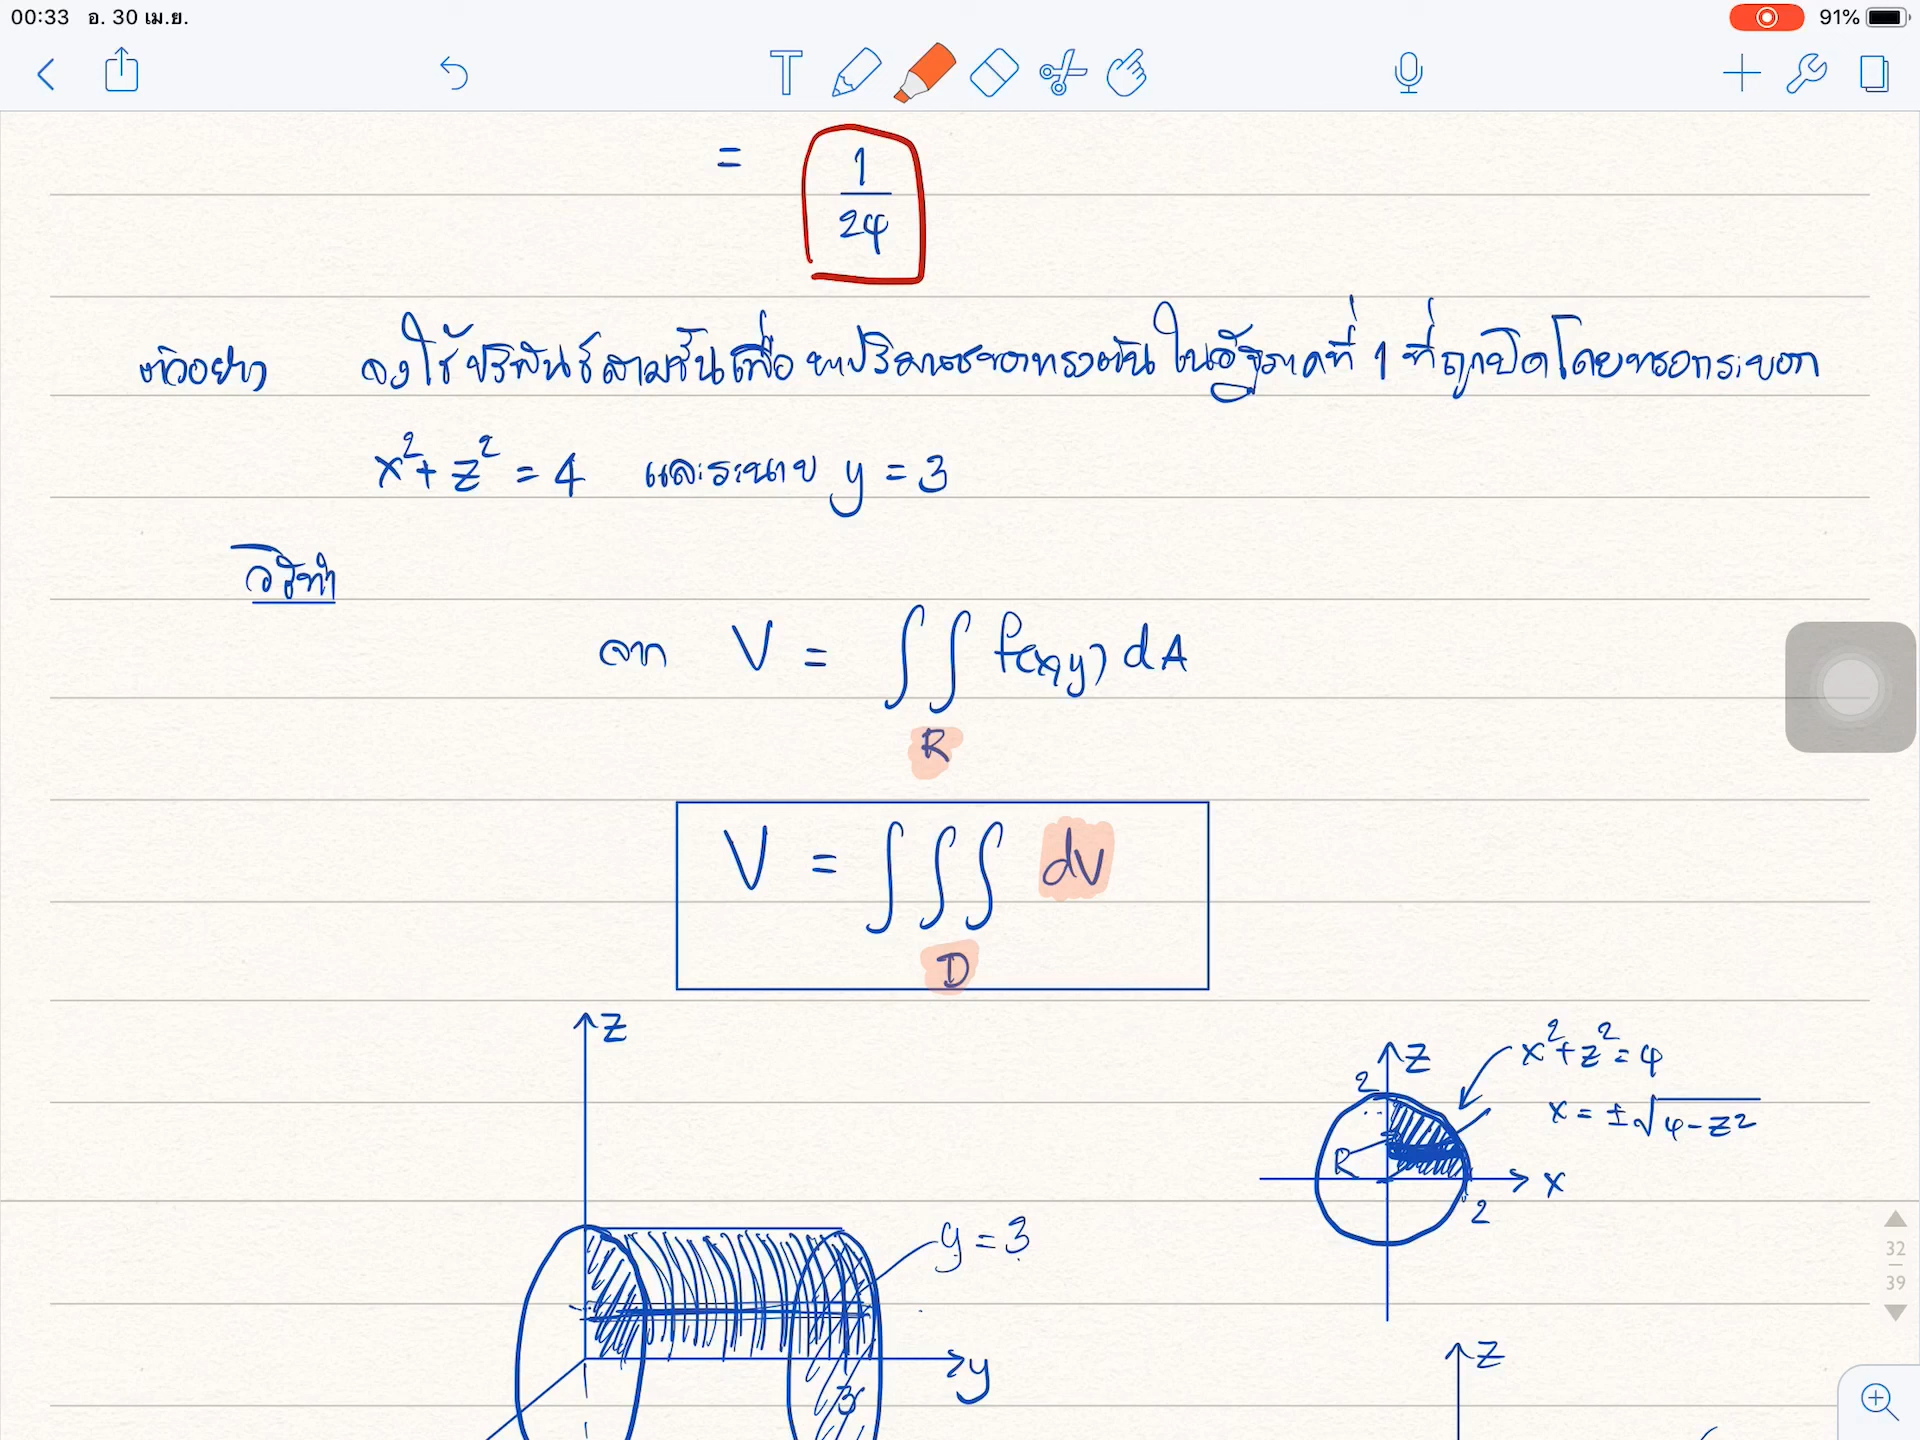 00:33 อ. 30 เม.ย.
91%
= 1/24
ตัวอย่าง จงใช้ปริพันธ์สามชั้นเพื่อหาปริมาตรของทรงตันในอัฐภาคที่ 1 ที่ถูกปิดโดยทรงกระบอก
x² + z² = 4 และระนาบ y = 3
วิธีทำ
จาก V = ∫∫ f(x,y) dA
R
V = ∫∫∫ dV
D
z
z
x² + z² = 4
2
x = ±√4-z²
R
x
2
y = 3
32
39
z
y
3